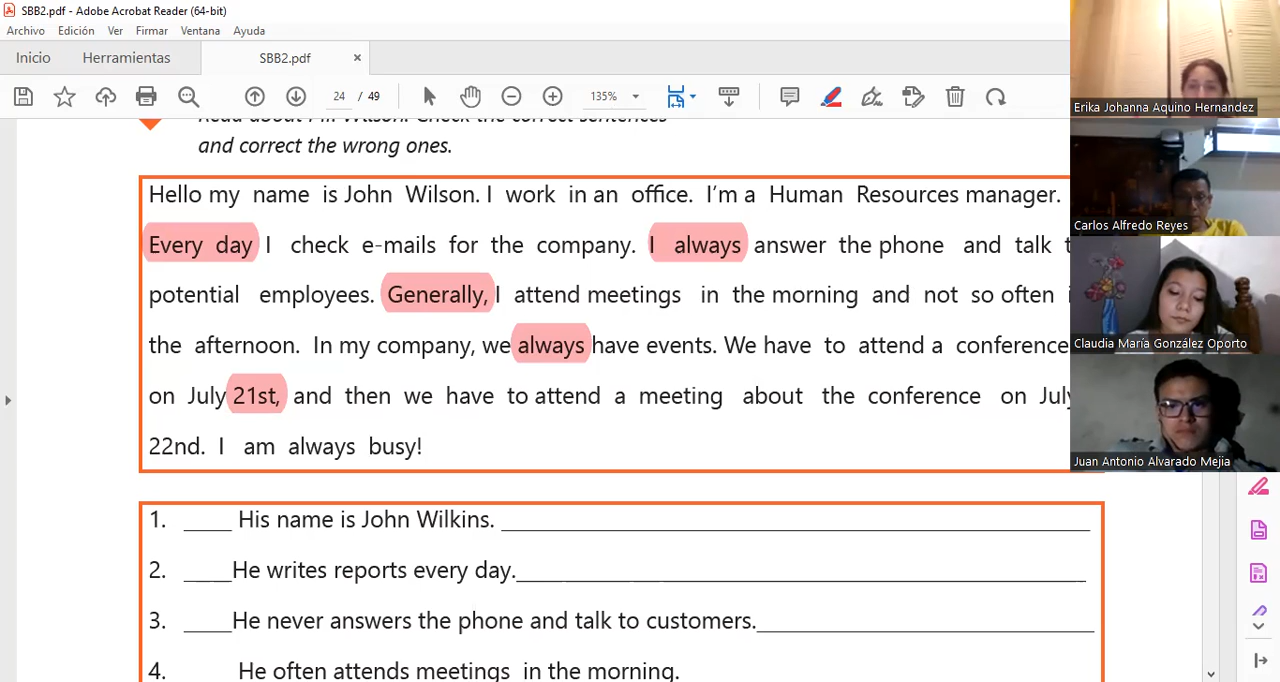 SBB2.pdf - Adobe Acrobat Reader (64-bit)
Archivo Edición Ver Firmar Ventana Ayuda
Inicio Herramientas SBB2.pdf ×
24 / 49 135%
and correct the wrong ones.
Hello my name is John Wilson. I work in an office. I'm a Human Resources manager.
Every day I check e-mails for the company. I always answer the phone and talk
potential employees. Generally, I attend meetings in the morning and not so often
the afternoon. In my company, we always have events. We have to attend a conference
on July 21st, and then we have to attend a meeting about the conference on July
22nd. I am always busy!
1. ____ His name is John Wilkins.
2. ____He writes reports every day.
3. ____He never answers the phone and talk to customers.
4. He often attends meetings in the morning.
Erika Johanna Aquino Hernandez
Carlos Alfredo Reyes
Claudia María González Oporto
Juan Antonio Alvarado Mejia